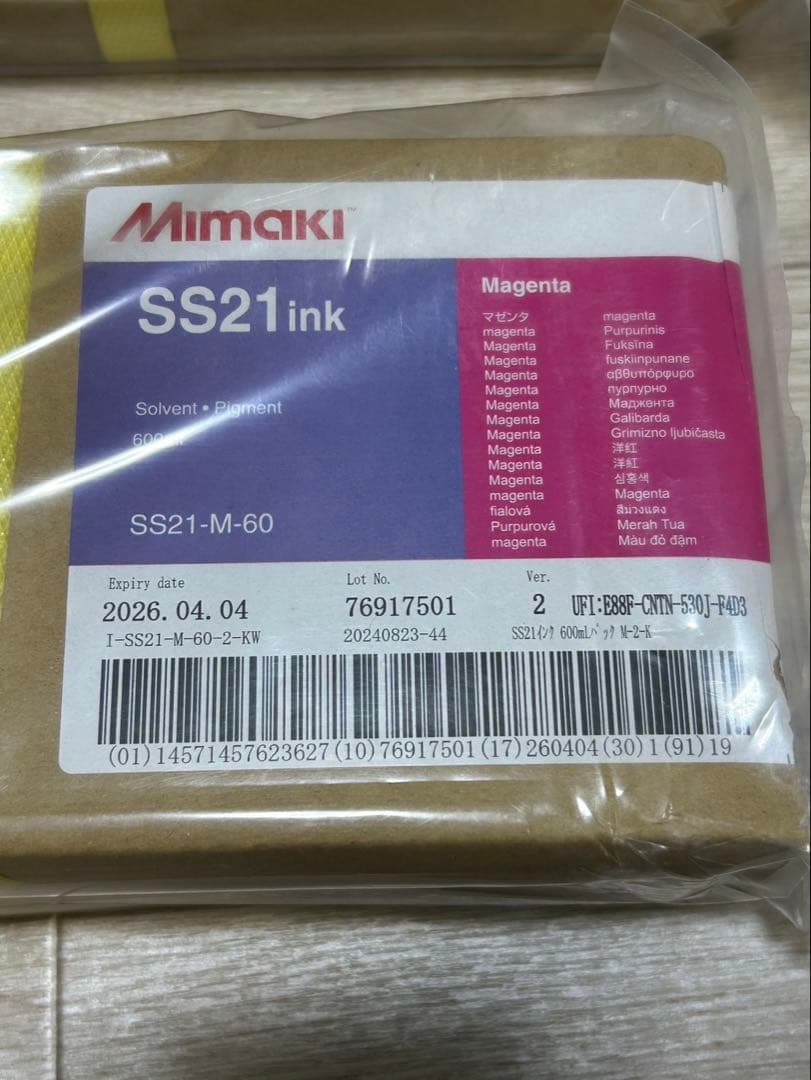 Mimaki™
SS21 ink
Solvent • Pigment
SS21-M-60
Magenta
マゼンタ
magenta
Magenta
Magenta
Magenta
Magenta
Magenta
Magenta
Magenta
Magenta
Magenta
Magenta
magenta
fialová
Purpurová
magenta
magenta
Purpurinis
Fuksīna
fuskiinpunane
αβθυπόρφυρο
пурпурно
Маджента
Galibarda
Grimizno ljubičasta
洋红
洋紅
심홍색
Magenta
สีม่วงแดง
Merah Tua
Màu đỏ đậm
Expiry date
2026.04.04
I-SS21-M-60-2-KW
Lot No.
76917501
20240823-44
Ver.
2
UFI:E88F-CNTN-530J-F4D3
SS21インク 600mLパック M-2-K
(01)14571457623627(10)76917501(17)260404(30)1(91)19